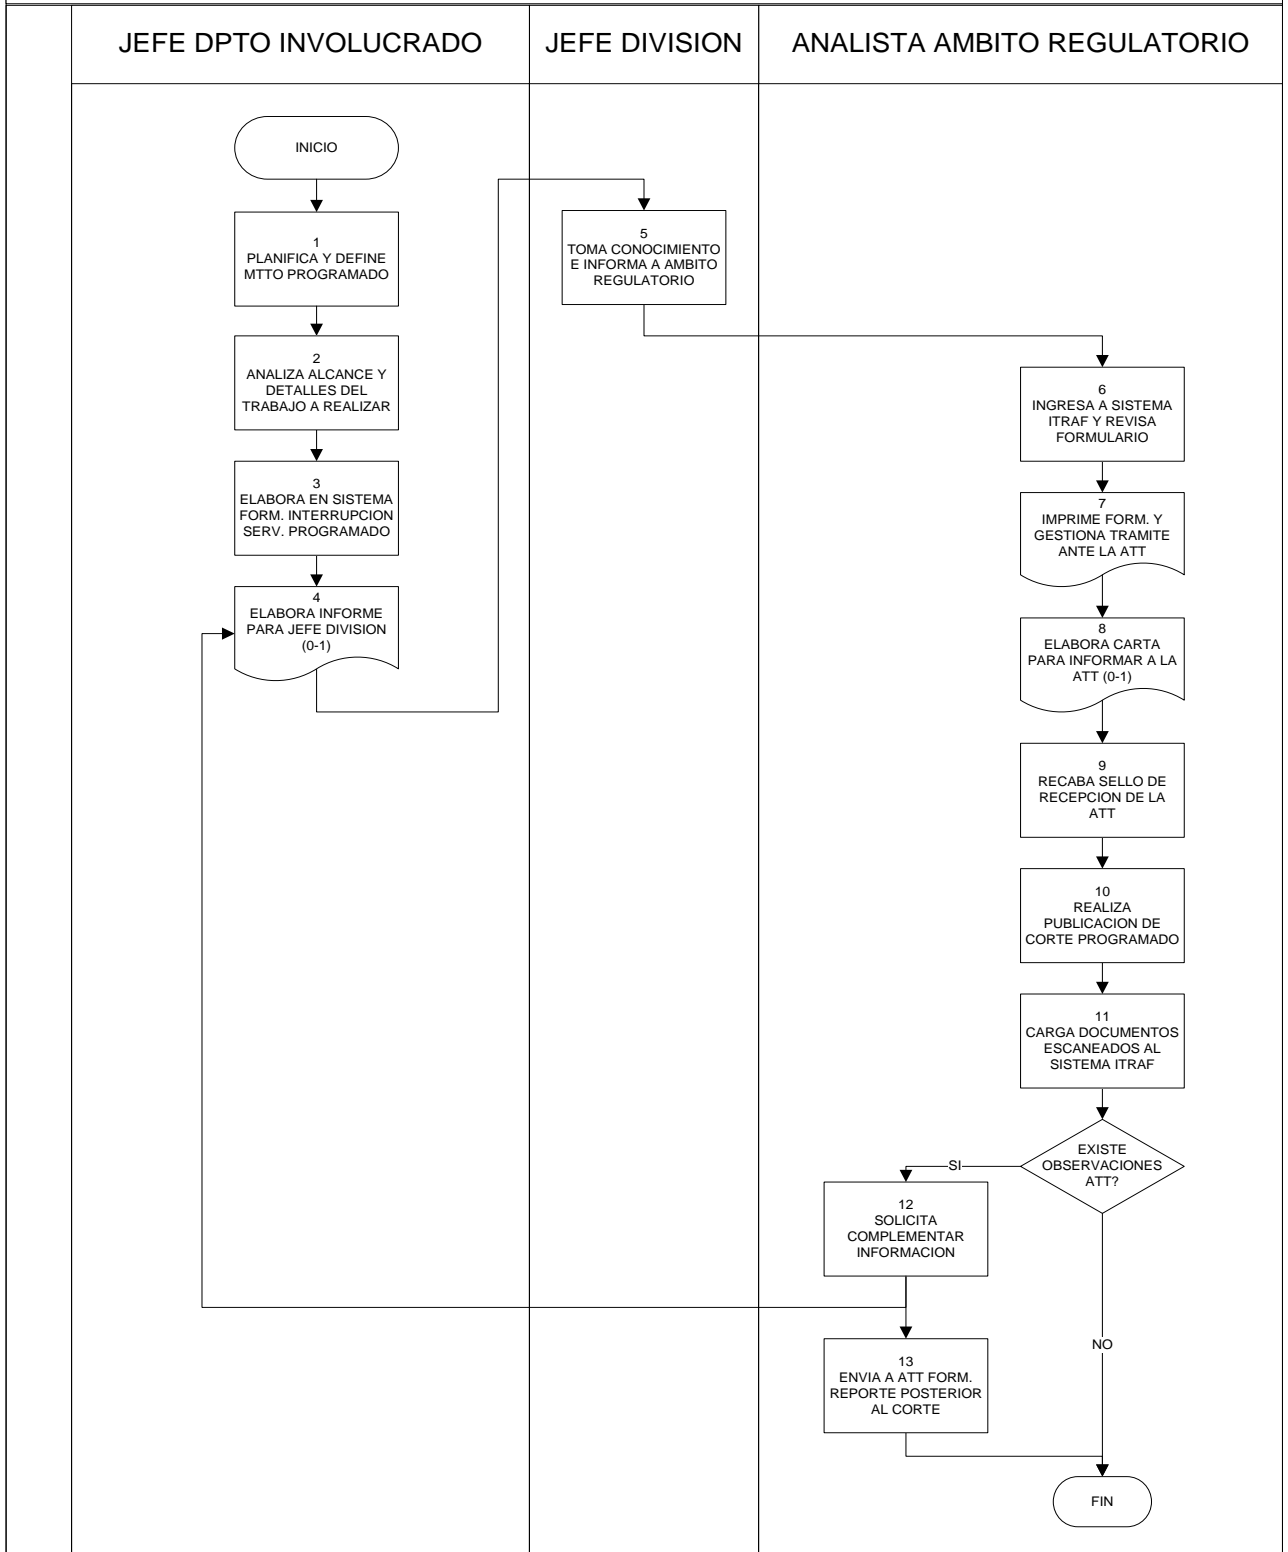 JEFE DPTO INVOLUCRADO
JEFE DIVISION
ANALISTA AMBITO REGULATORIO
INICIO
1
PLANIFICA Y DEFINE
MTTO PROGRAMADO
2
ANALIZA ALCANCE Y
DETALLES DEL
TRABAJO A REALIZAR
3
ELABORA EN SISTEMA
FORM. INTERRUPCION
SERV. PROGRAMADO
4
ELABORA INFORME
PARA JEFE DIVISION
(0-1)
5
TOMA CONOCIMIENTO
E INFORMA A AMBITO
REGULATORIO
6
INGRESA A SISTEMA
ITRAF Y REVISA
FORMULARIO
7
IMPRIME FORM. Y
GESTIONA TRAMITE
ANTE LA ATT
8
ELABORA CARTA
PARA INFORMAR A LA
ATT (0-1)
9
RECABA SELLO DE
RECEPCION DE LA
ATT
10
REALIZA
PUBLICACION DE
CORTE PROGRAMADO
11
CARGA DOCUMENTOS
ESCANEADOS AL
SISTEMA ITRAF
EXISTE
OBSERVACIONES
ATT?
SI
12
SOLICITA
COMPLEMENTAR
INFORMACION
NO
13
ENVIA A ATT FORM.
REPORTE POSTERIOR
AL CORTE
FIN